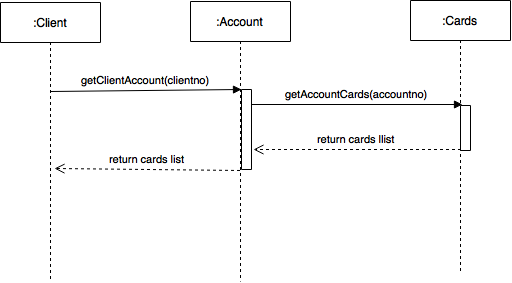 :Client
:Account
:Cards
getClientAccount(clientno)
getAccountCards(accountno)
return cards llist
return cards list